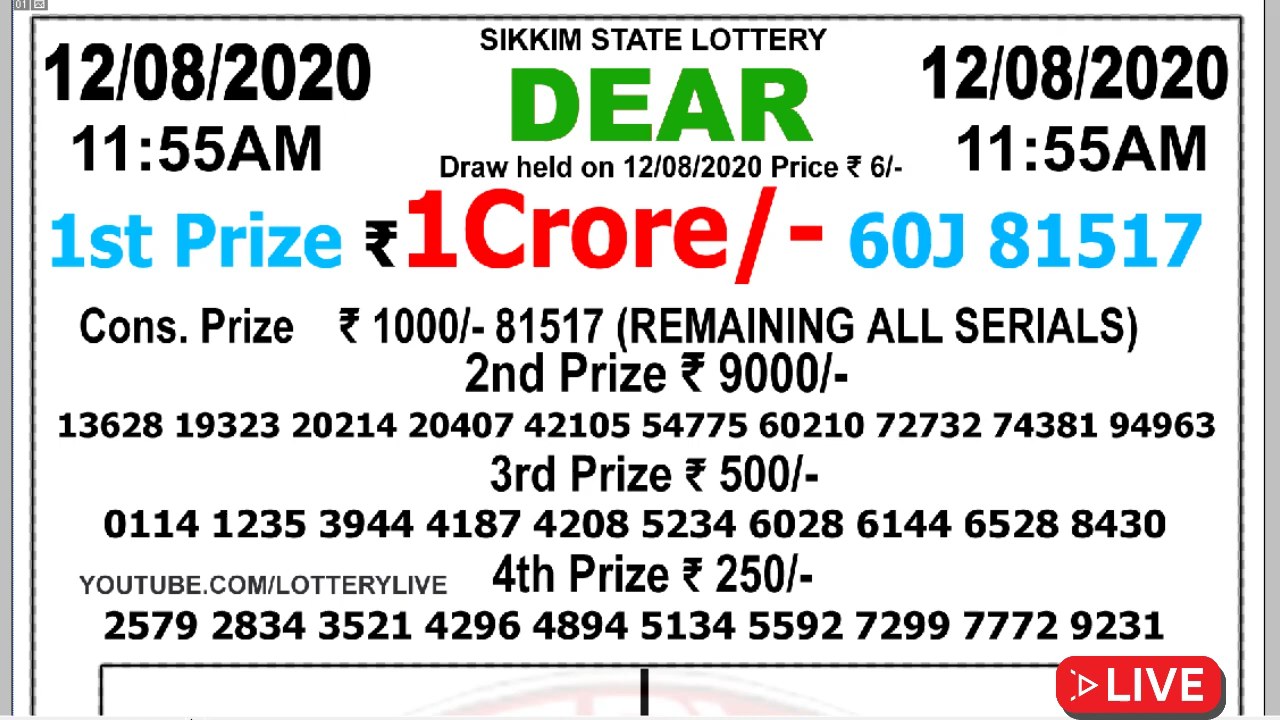 01
SIKKIM STATE LOTTERY
12/08/2020 DEAR 12/08/2020
11:55AM 11:55AM
Draw held on 12/08/2020 Price ₹ 6/-
1st Prize ₹1Crore/- 60J 81517
Cons. Prize ₹ 1000/- 81517 (REMAINING ALL SERIALS)
2nd Prize ₹ 9000/-
13628 19323 20214 20407 42105 54775 60210 72732 74381 94963
3rd Prize ₹ 500/-
0114 1235 3944 4187 4208 5234 6028 6144 6528 8430
4th Prize ₹ 250/-
YOUTUBE.COM/LOTTERYLIVE
2579 2834 3521 4296 4894 5134 5592 7299 7772 9231
LIVE